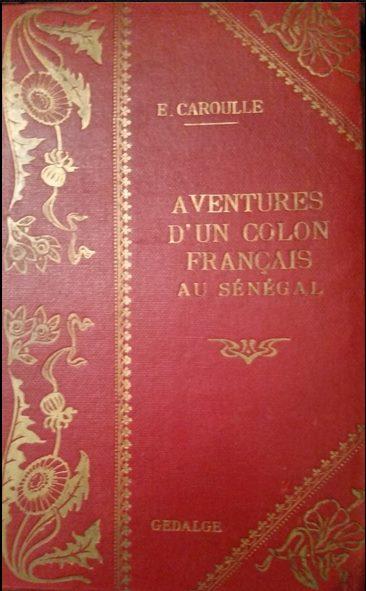 E. CAROULLE
AVENTURES
D'UN COLON
FRANÇAIS
AU SÉNÉGAL
GEDALGE